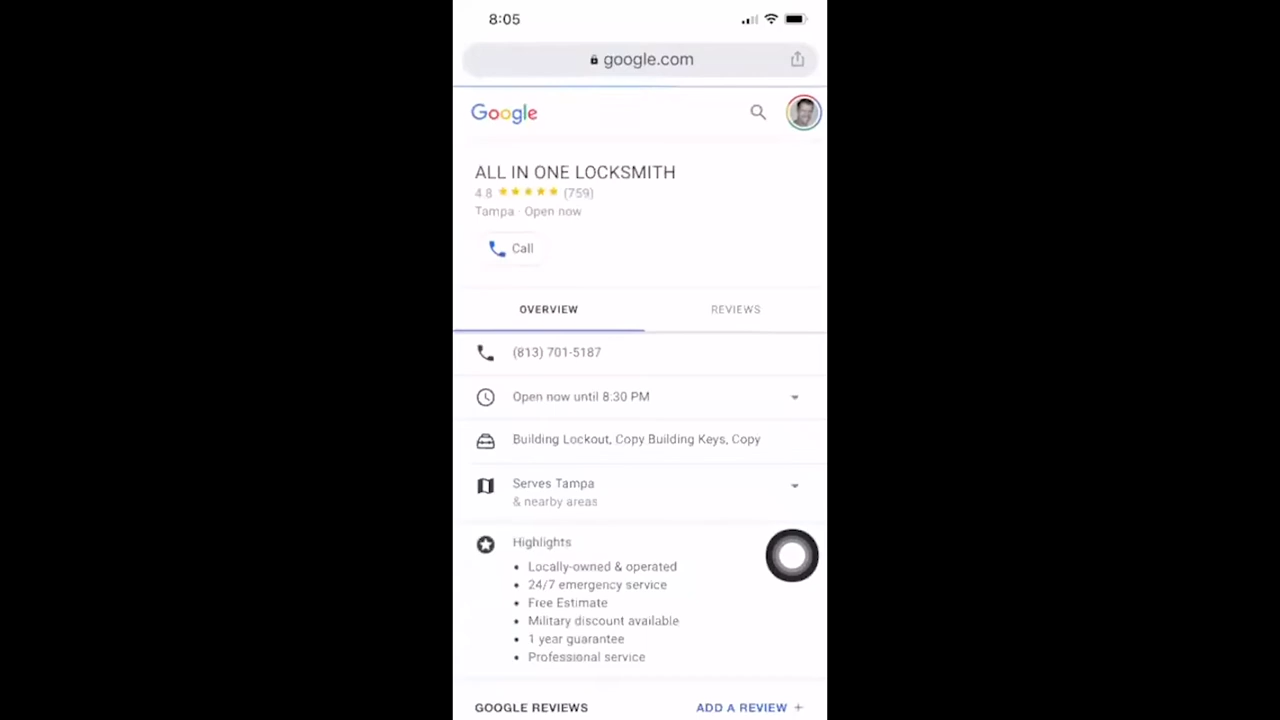 8:05
google.com
Google
ALL IN ONE LOCKSMITH
4.8 (759)
Tampa · Open now
Call
OVERVIEW REVIEWS
(813) 701-5187
Open now until 8:30 PM
Building Lockout, Copy Building Keys, Copy
Serves Tampa
& nearby areas
Highlights
• Locally-owned & operated
• 24/7 emergency service
• Free Estimate
• Military discount available
• 1 year guarantee
• Professional service
GOOGLE REVIEWS ADD A REVIEW +